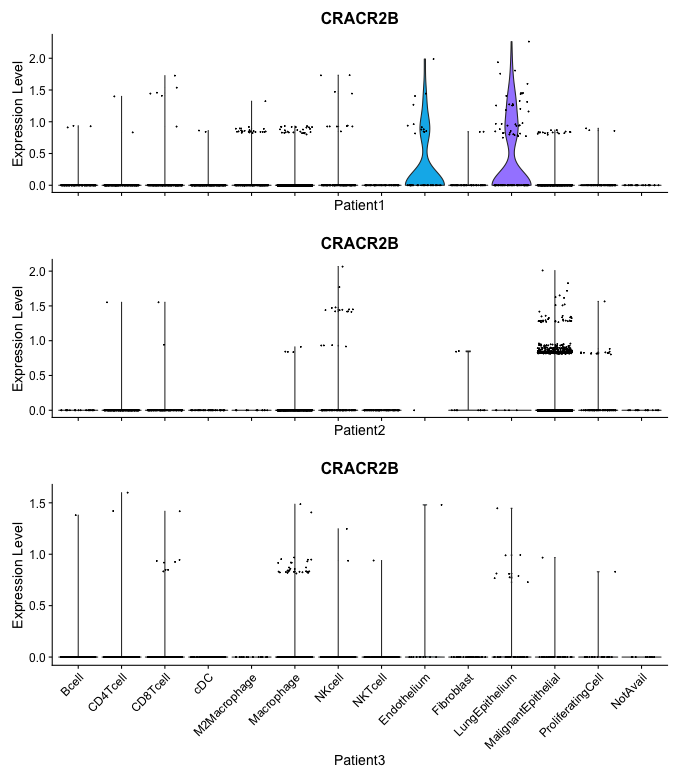 CRACR2B
Expression Level
2.0
1.5
1.0
0.5
0.0
Patient1
CRACR2B
Expression Level
2.0
1.5
1.0
0.5
0.0
Patient2
CRACR2B
Expression Level
1.5
1.0
0.5
0.0
Bcell
CD4Tcell
CD8Tcell
cDC
M2Macrophage
Macrophage
NKcell
NKTcell
Endothelium
Fibroblast
LungEpithelium
MalignantEpithelial
ProliferatingCell
NotAvail
Patient3